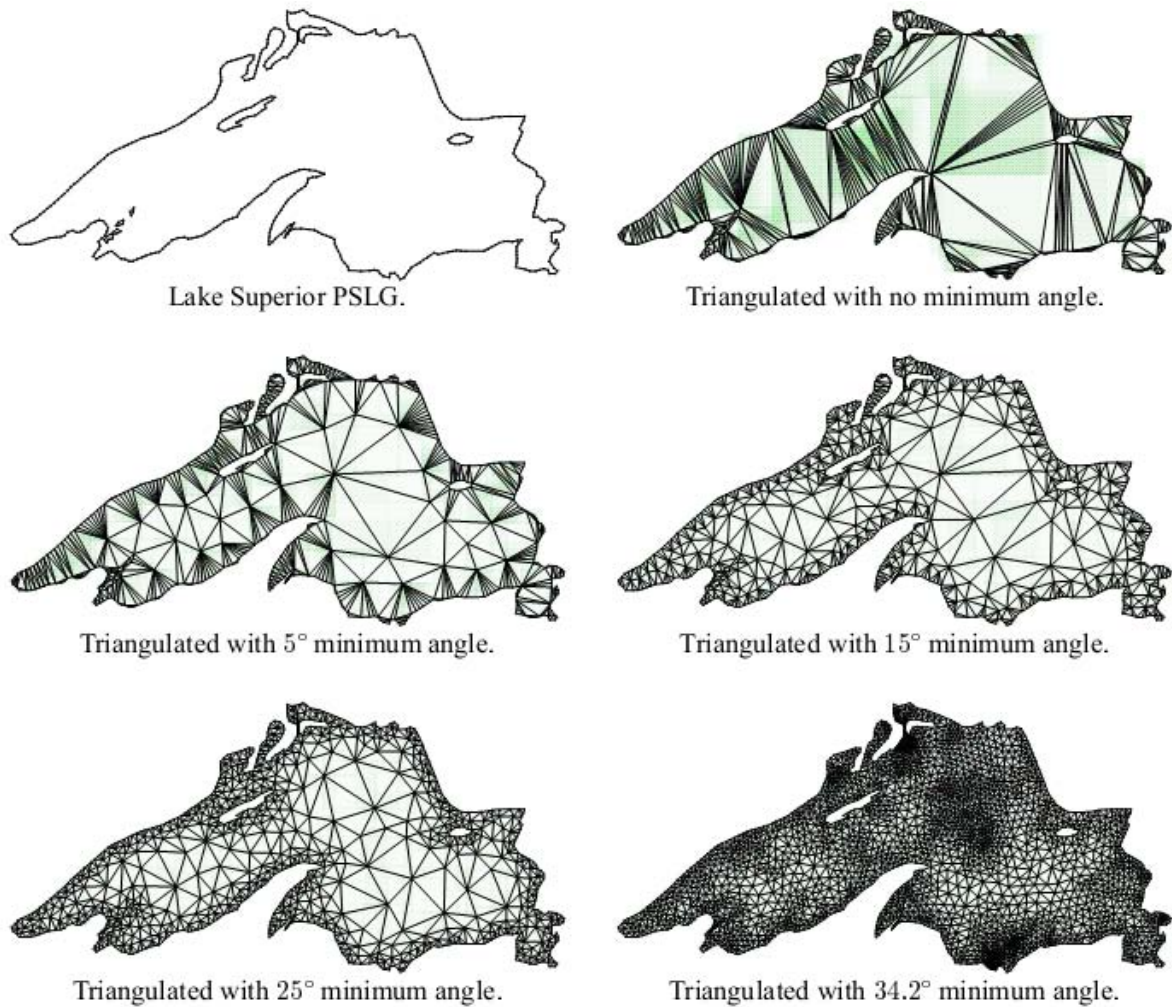 Lake Superior PSLG.
Triangulated with no minimum angle.
Triangulated with 5° minimum angle.
Triangulated with 15° minimum angle.
Triangulated with 25° minimum angle.
Triangulated with 34.2° minimum angle.